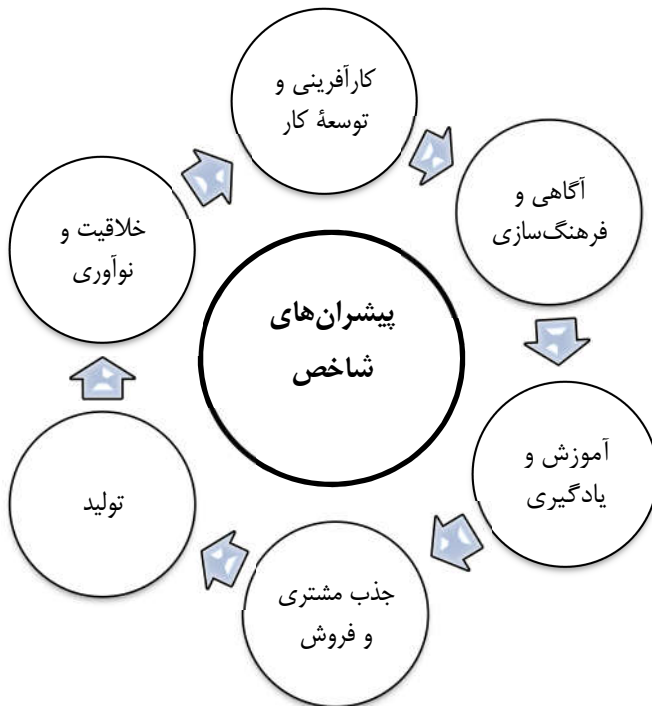 کارآفرینی و
توسعهٔ کار
آگاهی و
فرهنگ‌سازی
آموزش و
یادگیری
جذب مشتری
و فروش
تولید
خلاقیت و
نوآوری
پیشران‌های
شاخص